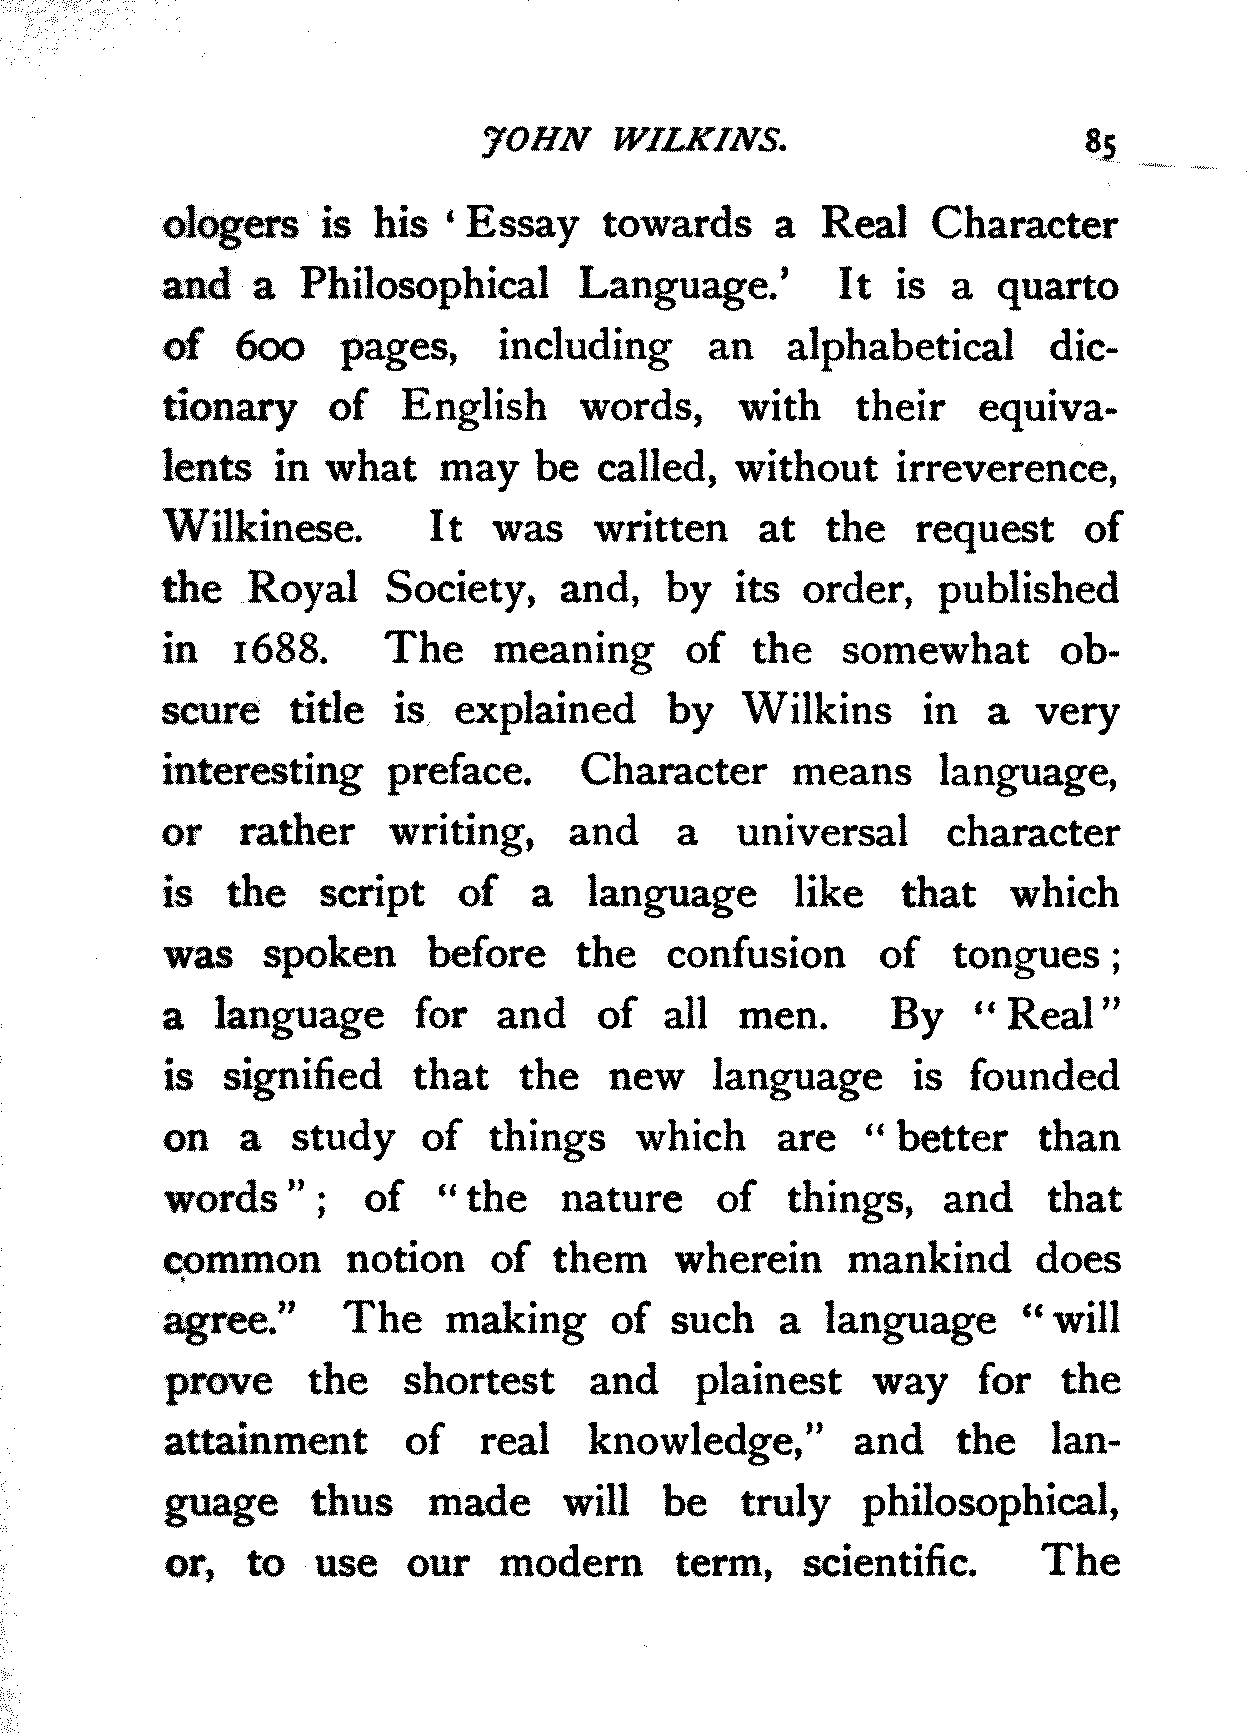 JOHN WILKINS. 85
ologers is his ‘Essay towards a Real Character
and a Philosophical Language.’ It is a quarto
of 600 pages, including an alphabetical dic-
tionary of English words, with their equiva-
lents in what may be called, without irreverence,
Wilkinese. It was written at the request of
the Royal Society, and, by its order, published
in 1688. The meaning of the somewhat ob-
scure title is explained by Wilkins in a very
interesting preface. Character means language,
or rather writing, and a universal character
is the script of a language like that which
was spoken before the confusion of tongues;
a language for and of all men. By “Real”
is signified that the new language is founded
on a study of things which are “better than
words”; of “the nature of things, and that
common notion of them wherein mankind does
agree.” The making of such a language “will
prove the shortest and plainest way for the
attainment of real knowledge,” and the lan-
guage thus made will be truly philosophical,
or, to use our modern term, scientific. The